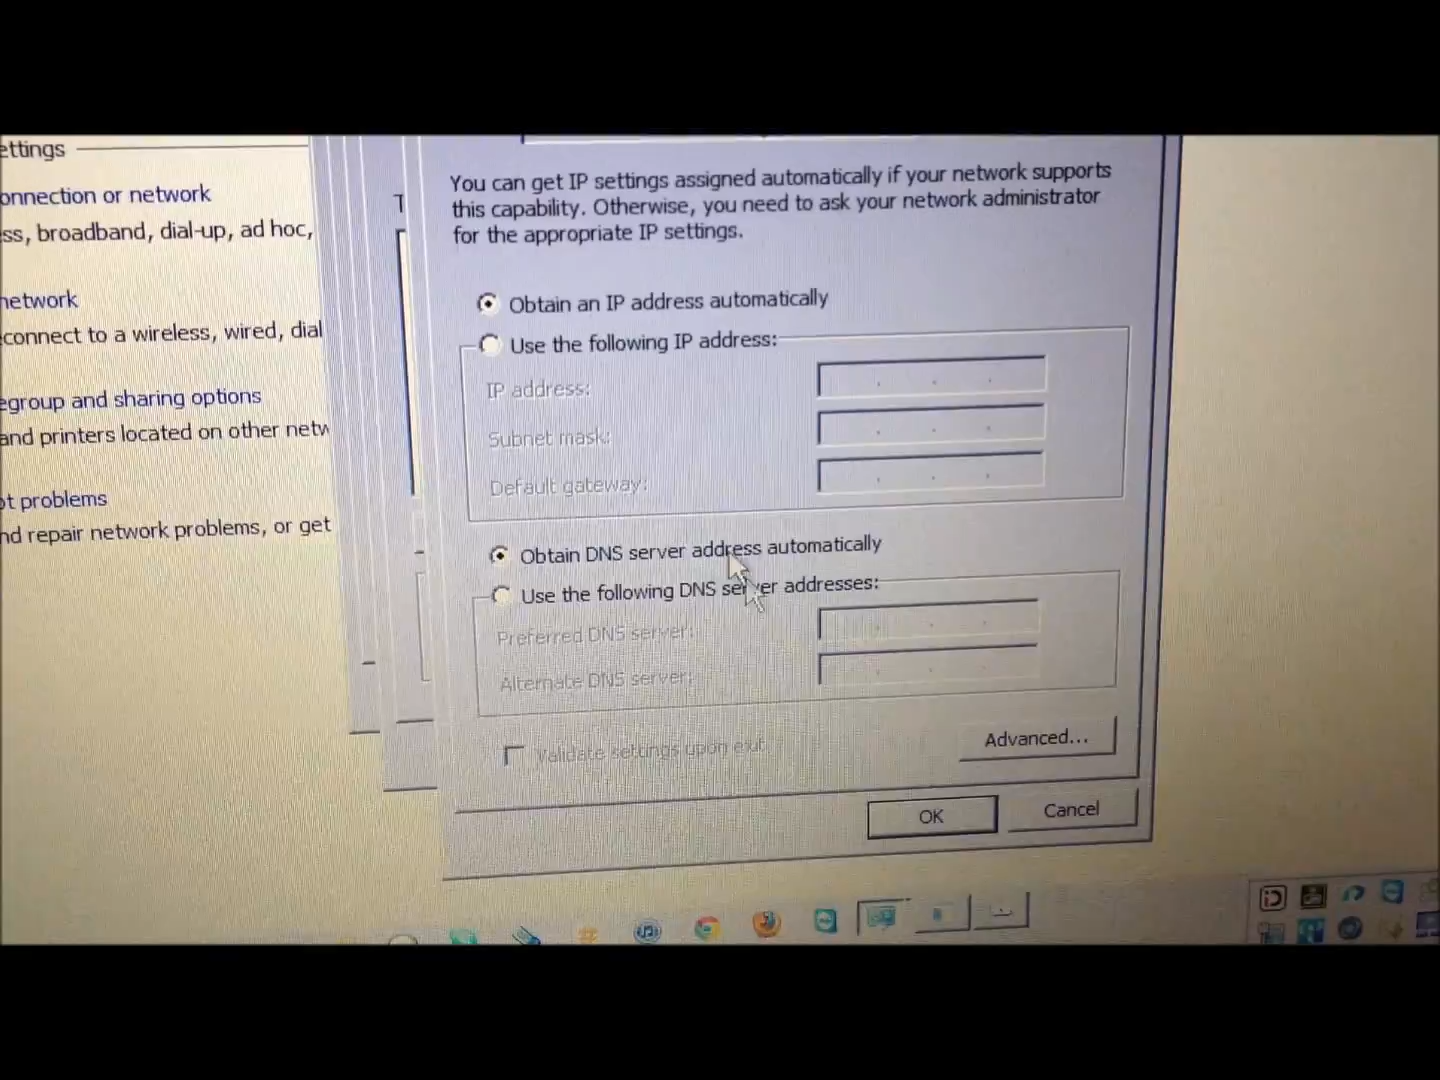 ettings
onnection or network
ss, broadband, dial-up, ad hoc,
network
connect to a wireless, wired, dial
egroup and sharing options
and printers located on other netw
ot problems
nd repair network problems, or get
T
You can get IP settings assigned automatically if your network supports
this capability. Otherwise, you need to ask your network administrator
for the appropriate IP settings.
Obtain an IP address automatically
Use the following IP address:
IP address:
Subnet mask:
Default gateway:
Obtain DNS server address automatically
Use the following DNS server addresses:
Preferred DNS server:
Alternate DNS server:
Validate settings upon exit
Advanced...
OK
Cancel